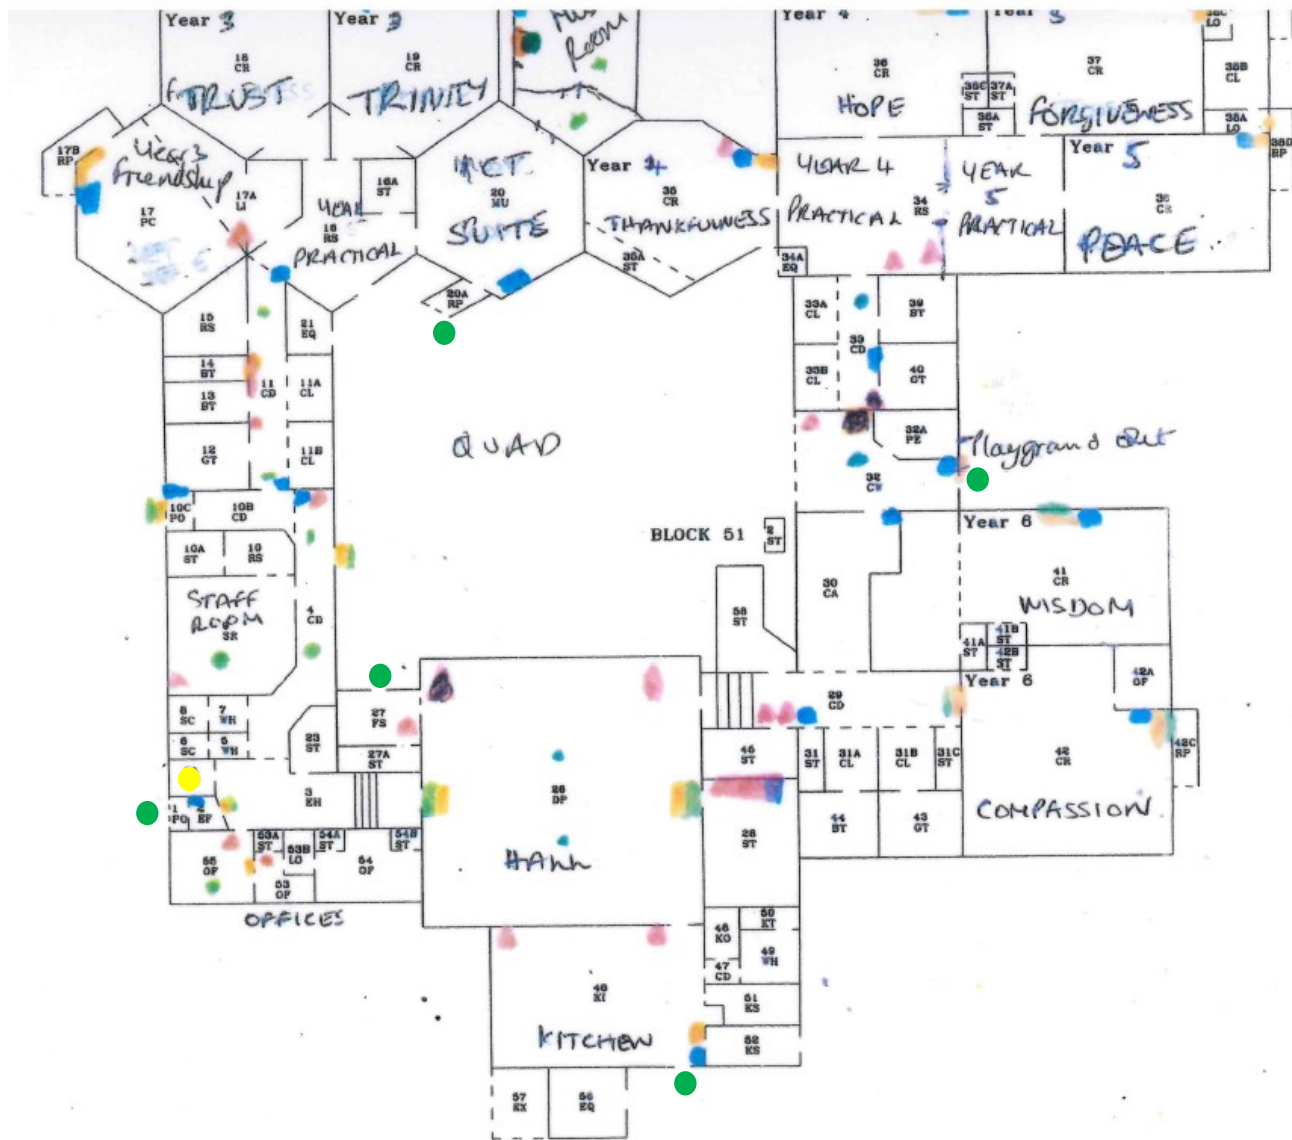 Year 3
18
CR
TRUST
Year 3
19
CR
TRINITY
Room
Year 4
36
CR
HOPE
36C
ST
37A
ST
36A
ST
37
CR
FORGIVENESS
38C
LO
38B
CL
38A
LO
38D
RP
17B
RP
Year 3
friendship
17A
LI
17
PC
YEAR
16
RS
PRACTICAL
16A
ST
20
MU
SUITE
20A
RP
Year 4
35
CR
THANKFULNESS
35A
ST
YEAR 4
PRACTICAL
34
RS
YEAR
5
PRACTICAL
34A
EQ
Year 5
CR
PEACE
15
RS
14
BT
13
BT
12
GT
11
CD
21
EQ
11A
CL
11B
CL
QUAD
33A
CL
33B
CL
33
CD
39
BT
40
GT
32A
PE
32
CW
Playground Out
10C
PO
10B
CD
10A
ST
10
RS
STAFF
ROOM
SR
4
CD
BLOCK 51
2
ST
58
ST
30
CA
Year 6
41
CR
WISDOM
41A
ST
41B
ST
42B
ST
Year 6
42A
OF
42
CR
42C
RP
COMPASSION
8
SC
7
WH
6
SC
5
WH
23
ST
27
FS
27A
ST
3
EH
1
PO
2
EF
26
DP
HALL
29
CD
45
ST
31
ST
31A
CL
31B
CL
31C
ST
44
BT
43
GT
28
ST
55
OF
53A
ST
53B
LO
54A
ST
54B
ST
53
OF
54
OF
OFFICES
46
KI
KITCHEN
48
KO
50
KT
49
WH
47
CD
51
KS
52
KS
57
EX
56
EQ